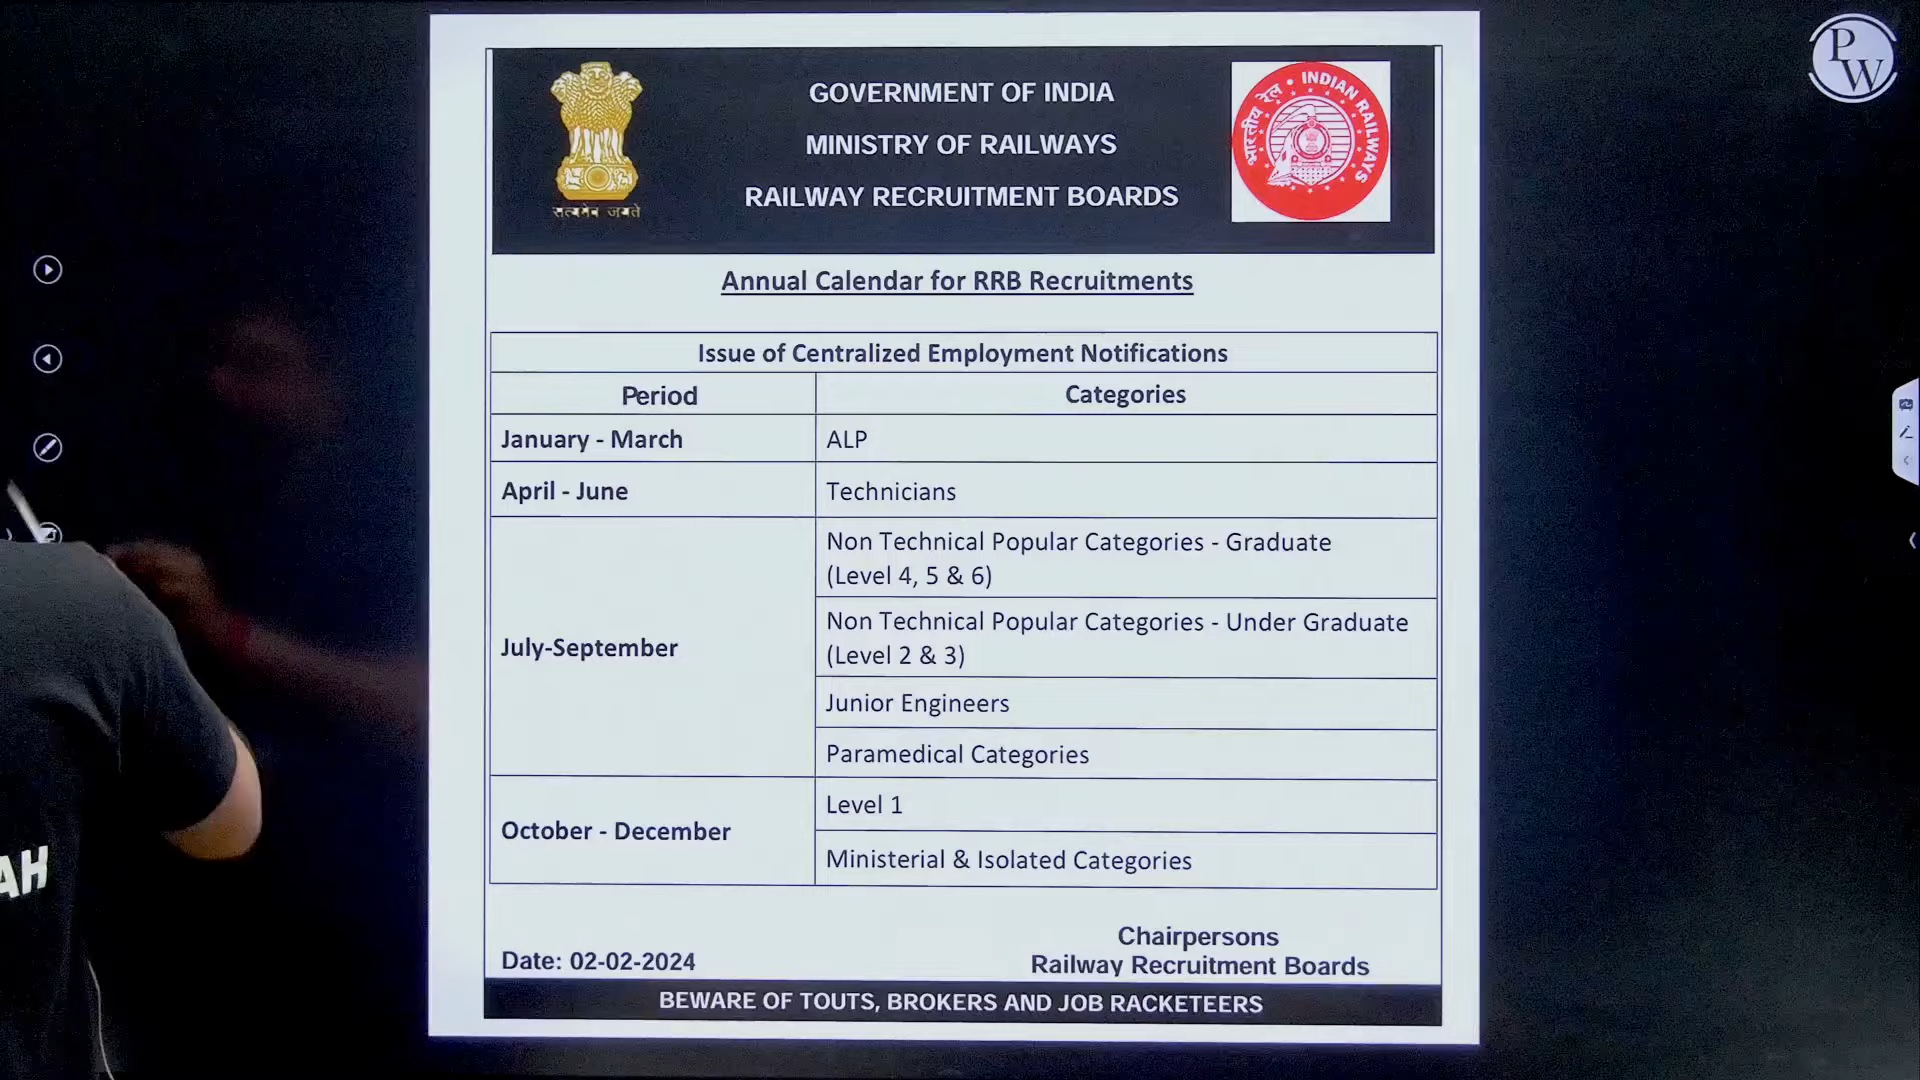 PW
GOVERNMENT OF INDIA
MINISTRY OF RAILWAYS
RAILWAY RECRUITMENT BOARDS
सत्यमेव जयते
भारतीय रेल • INDIAN RAILWAYS
Annual Calendar for RRB Recruitments
Issue of Centralized Employment Notifications
Period Categories
January - March ALP
April - June Technicians
July-September
Non Technical Popular Categories - Graduate
(Level 4, 5 & 6)
Non Technical Popular Categories - Under Graduate
(Level 2 & 3)
Junior Engineers
Paramedical Categories
October - December
Level 1
Ministerial & Isolated Categories
Chairpersons
Date: 02-02-2024 Railway Recruitment Boards
BEWARE OF TOUTS, BROKERS AND JOB RACKETEERS
AH